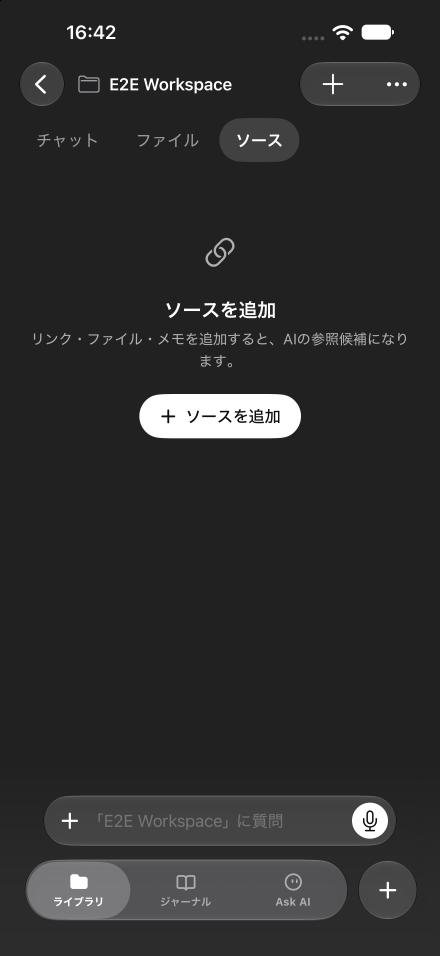 16:42
E2E Workspace
チャット ファイル ソース
ソースを追加
リンク・ファイル・メモを追加すると、AIの参照候補になり
ます。
+ ソースを追加
「E2E Workspace」に質問
ライブラリ ジャーナル Ask AI